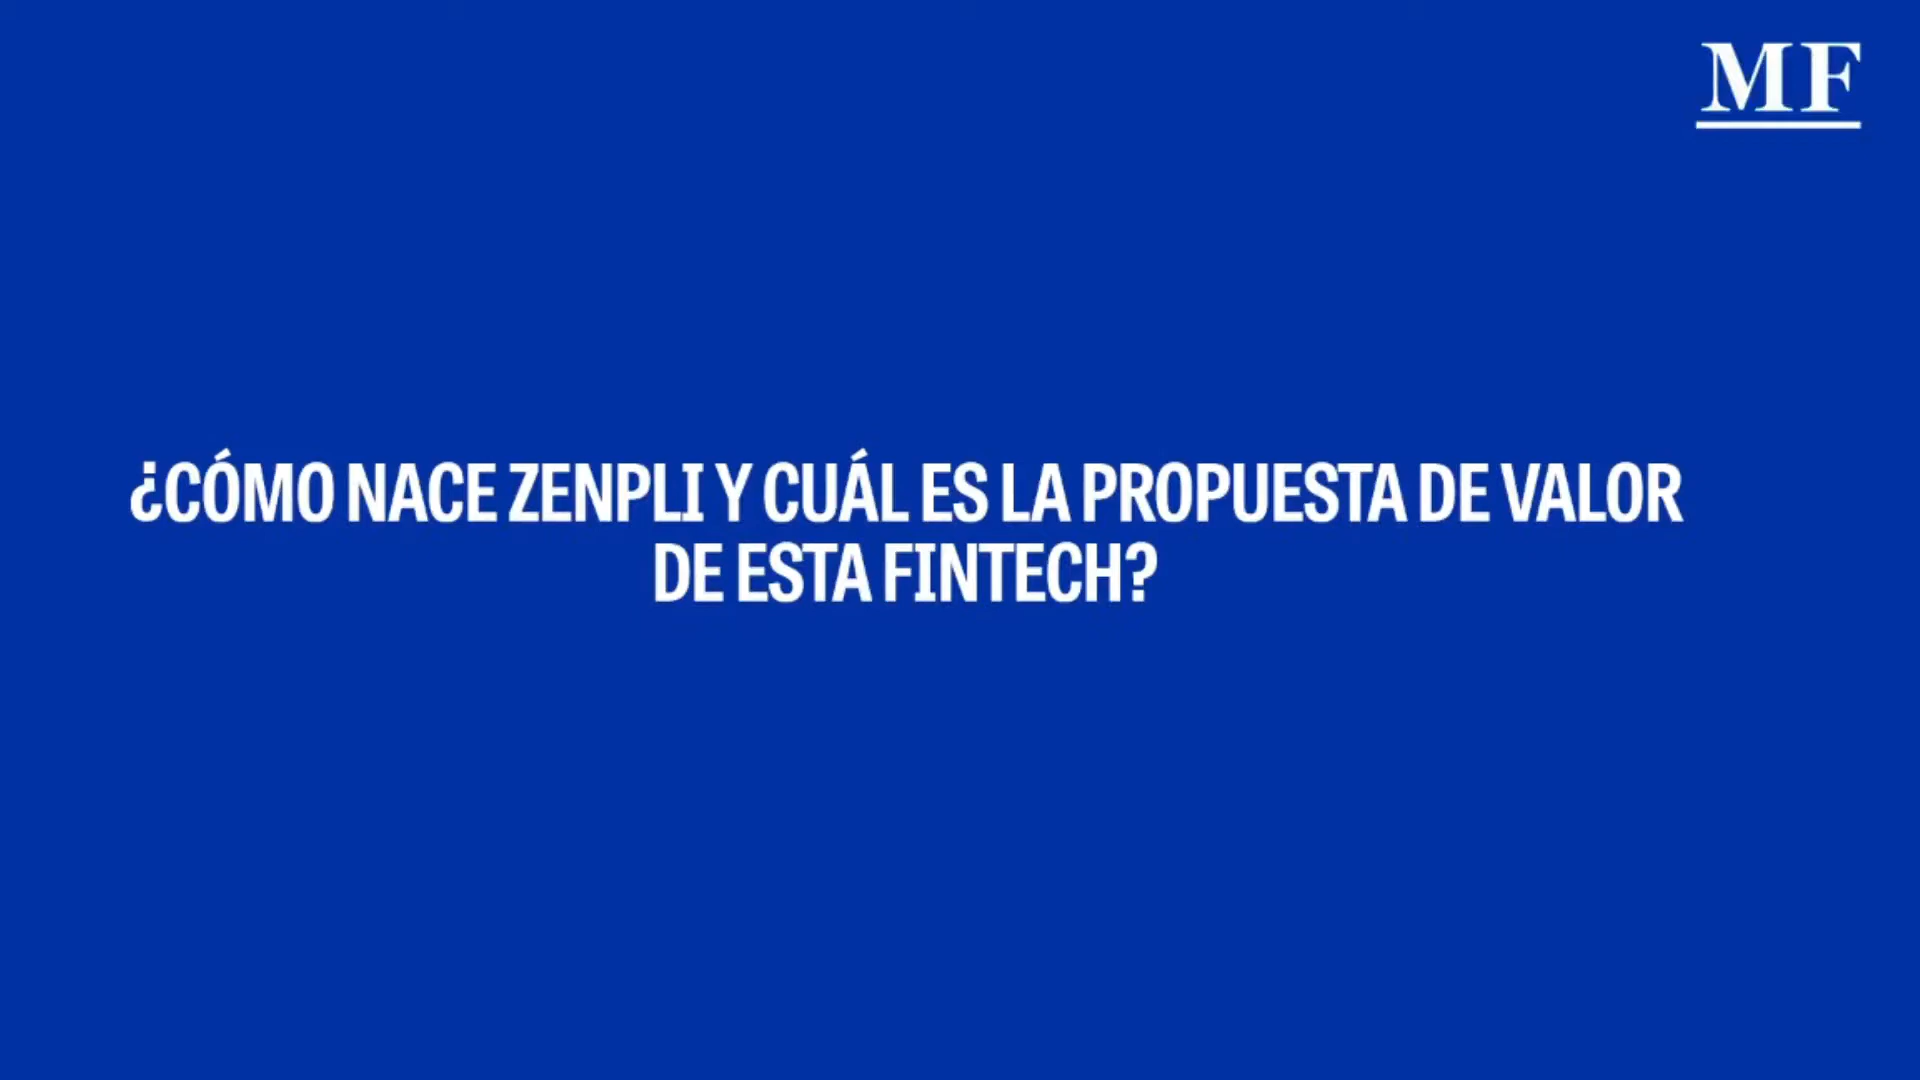 MF
¿CÓMO NACE ZENPLI Y CUÁL ES LA PROPUESTA DE VALOR
DE ESTA FINTECH?